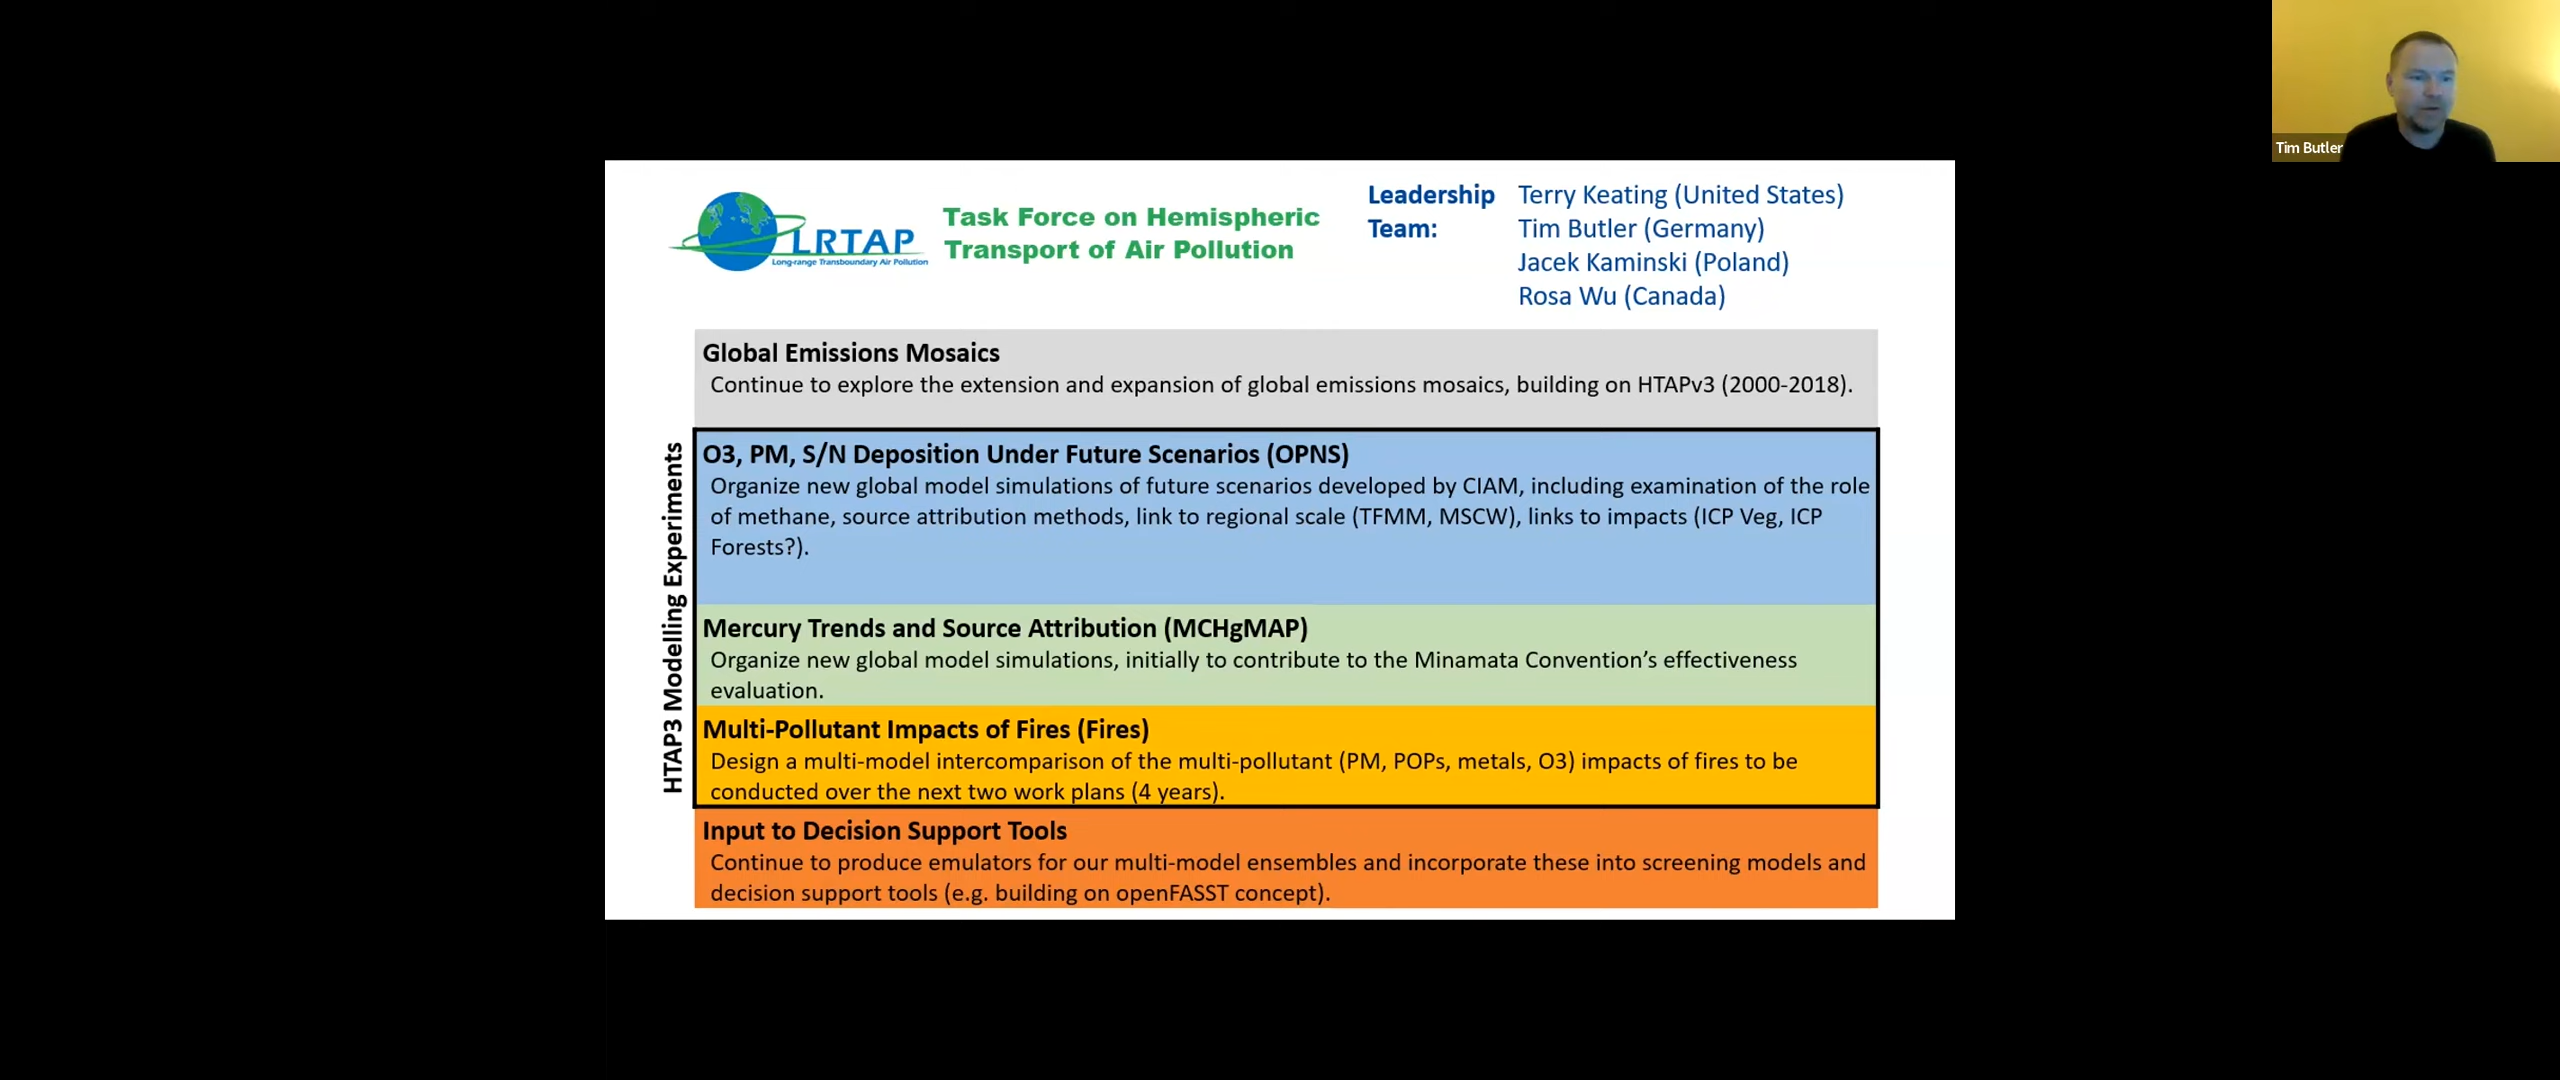 Tim Butler
LRTAP
Long-range Transboundary Air Pollution
Task Force on Hemispheric
Transport of Air Pollution
Leadership
Team:
Terry Keating (United States)
Tim Butler (Germany)
Jacek Kaminski (Poland)
Rosa Wu (Canada)
Global Emissions Mosaics
Continue to explore the extension and expansion of global emissions mosaics, building on HTAPv3 (2000-2018).
HTAP3 Modelling Experiments
O3, PM, S/N Deposition Under Future Scenarios (OPNS)
Organize new global model simulations of future scenarios developed by CIAM, including examination of the role
of methane, source attribution methods, link to regional scale (TFMM, MSCW), links to impacts (ICP Veg, ICP
Forests?).
Mercury Trends and Source Attribution (MCHgMAP)
Organize new global model simulations, initially to contribute to the Minamata Convention’s effectiveness
evaluation.
Multi-Pollutant Impacts of Fires (Fires)
Design a multi-model intercomparison of the multi-pollutant (PM, POPs, metals, O3) impacts of fires to be
conducted over the next two work plans (4 years).
Input to Decision Support Tools
Continue to produce emulators for our multi-model ensembles and incorporate these into screening models and
decision support tools (e.g. building on openFASST concept).